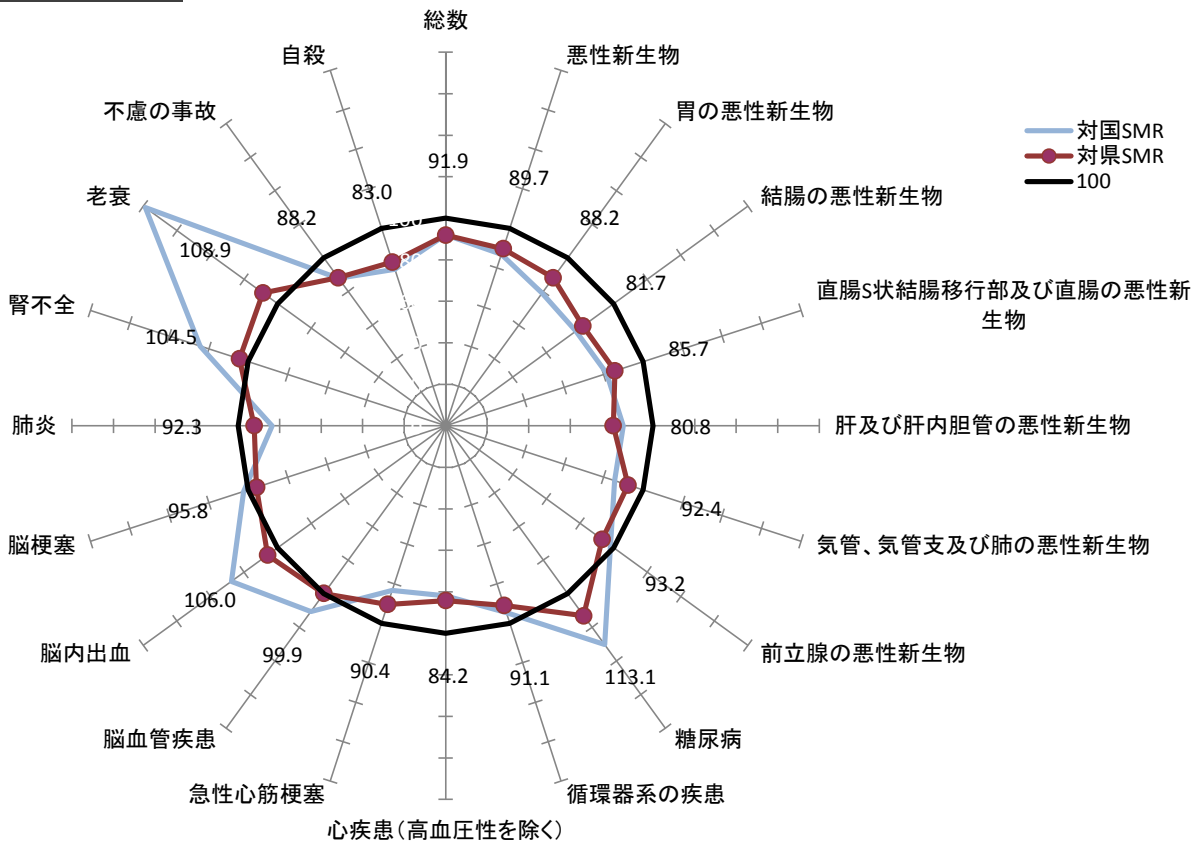 総数
自殺
悪性新生物
不慮の事故
胃の悪性新生物
対国SMR
対県SMR
100
91.9
83.0
89.7
老衰
88.2
88.2
結腸の悪性新生物
100
108.9
81.7
腎不全
104.5
85.7
直腸S状結腸移行部及び直腸の悪性新
生物
肺炎
92.3
80.8
肝及び肝内胆管の悪性新生物
脳梗塞
95.8
92.4
気管、気管支及び肺の悪性新生物
脳内出血
106.0
93.2
前立腺の悪性新生物
脳血管疾患
99.9
90.4
84.2
91.1
113.1
糖尿病
急性心筋梗塞
循環器系の疾患
心疾患(高血圧性を除く)